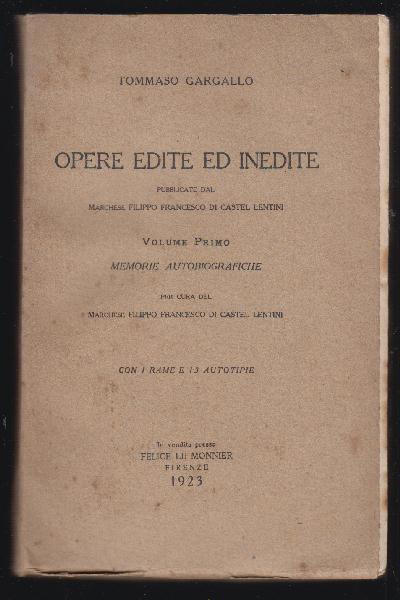 TOMMASO GARGALLO
OPERE EDITE ED INEDITE
PUBBLICATE DAL
MARCHESE FILIPPO FRANCESCO DI CASTEL LENTINI
VOLUME PRIMO
MEMORIE AUTOBIOGRAFICHE
PER CURA DEL
MARCHESE FILIPPO FRANCESCO DI CASTEL LENTINI
CON 1 RAME E 13 AUTOTIPIE
In vendita presso
FELICE LE MONNIER
FIRENZE
1923